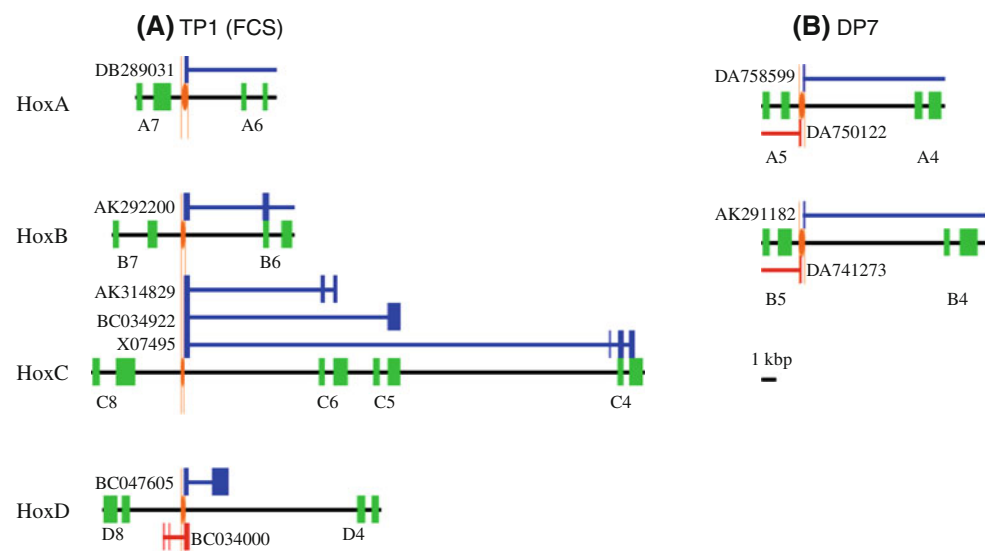 (A) TP1 (FCS)
(B) DP7
DB289031
HoxA
A7 A6
DA758599
DA750122
A5 A4
AK292200
HoxB
B7 B6
AK291182
DA741273
B5 B4
AK314829
BC034922
X07495
HoxC
C8 C6 C5 C4
1 kbp
BC047605
HoxD
D8 D4
BC034000